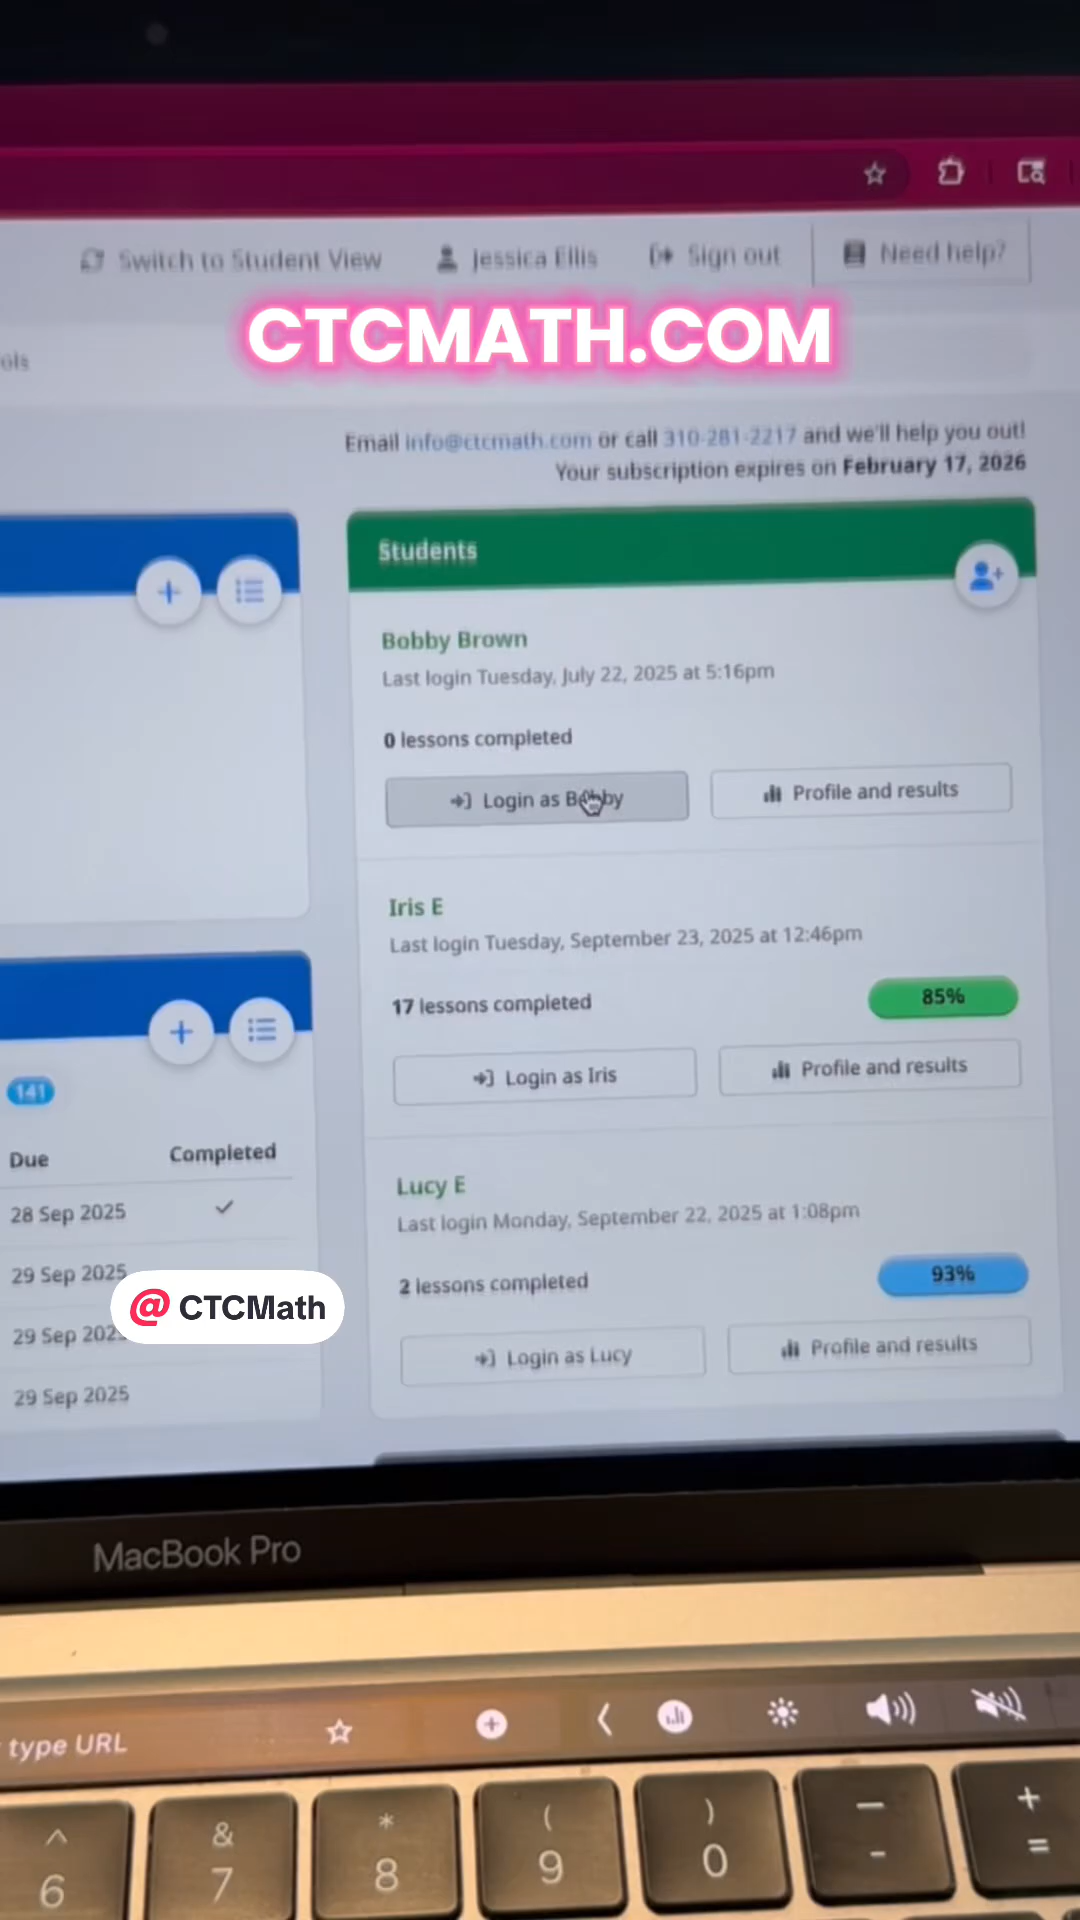 Switch to Student View
Jessica Ellis
Sign out
Need help?
CTCMATH.COM
ols
Email info@ctcmath.com or call 310-281-2217 and we'll help you out!
Your subscription expires on February 17, 2026
Students
Bobby Brown
Last login Tuesday, July 22, 2025 at 5:16pm
0 lessons completed
Login as Bobby
Profile and results
Iris E
Last login Tuesday, September 23, 2025 at 12:46pm
17 lessons completed
85%
Login as Iris
Profile and results
141
Due
Completed
28 Sep 2025
29 Sep 2025
29 Sep 202
29 Sep 2025
Lucy E
Last login Monday, September 22, 2025 at 1:08pm
2 lessons completed
93%
Login as Lucy
Profile and results
@ CTCMath
MacBook Pro
type URL
^
6
&
7
*
8
(
9
)
0
—
-
+
=